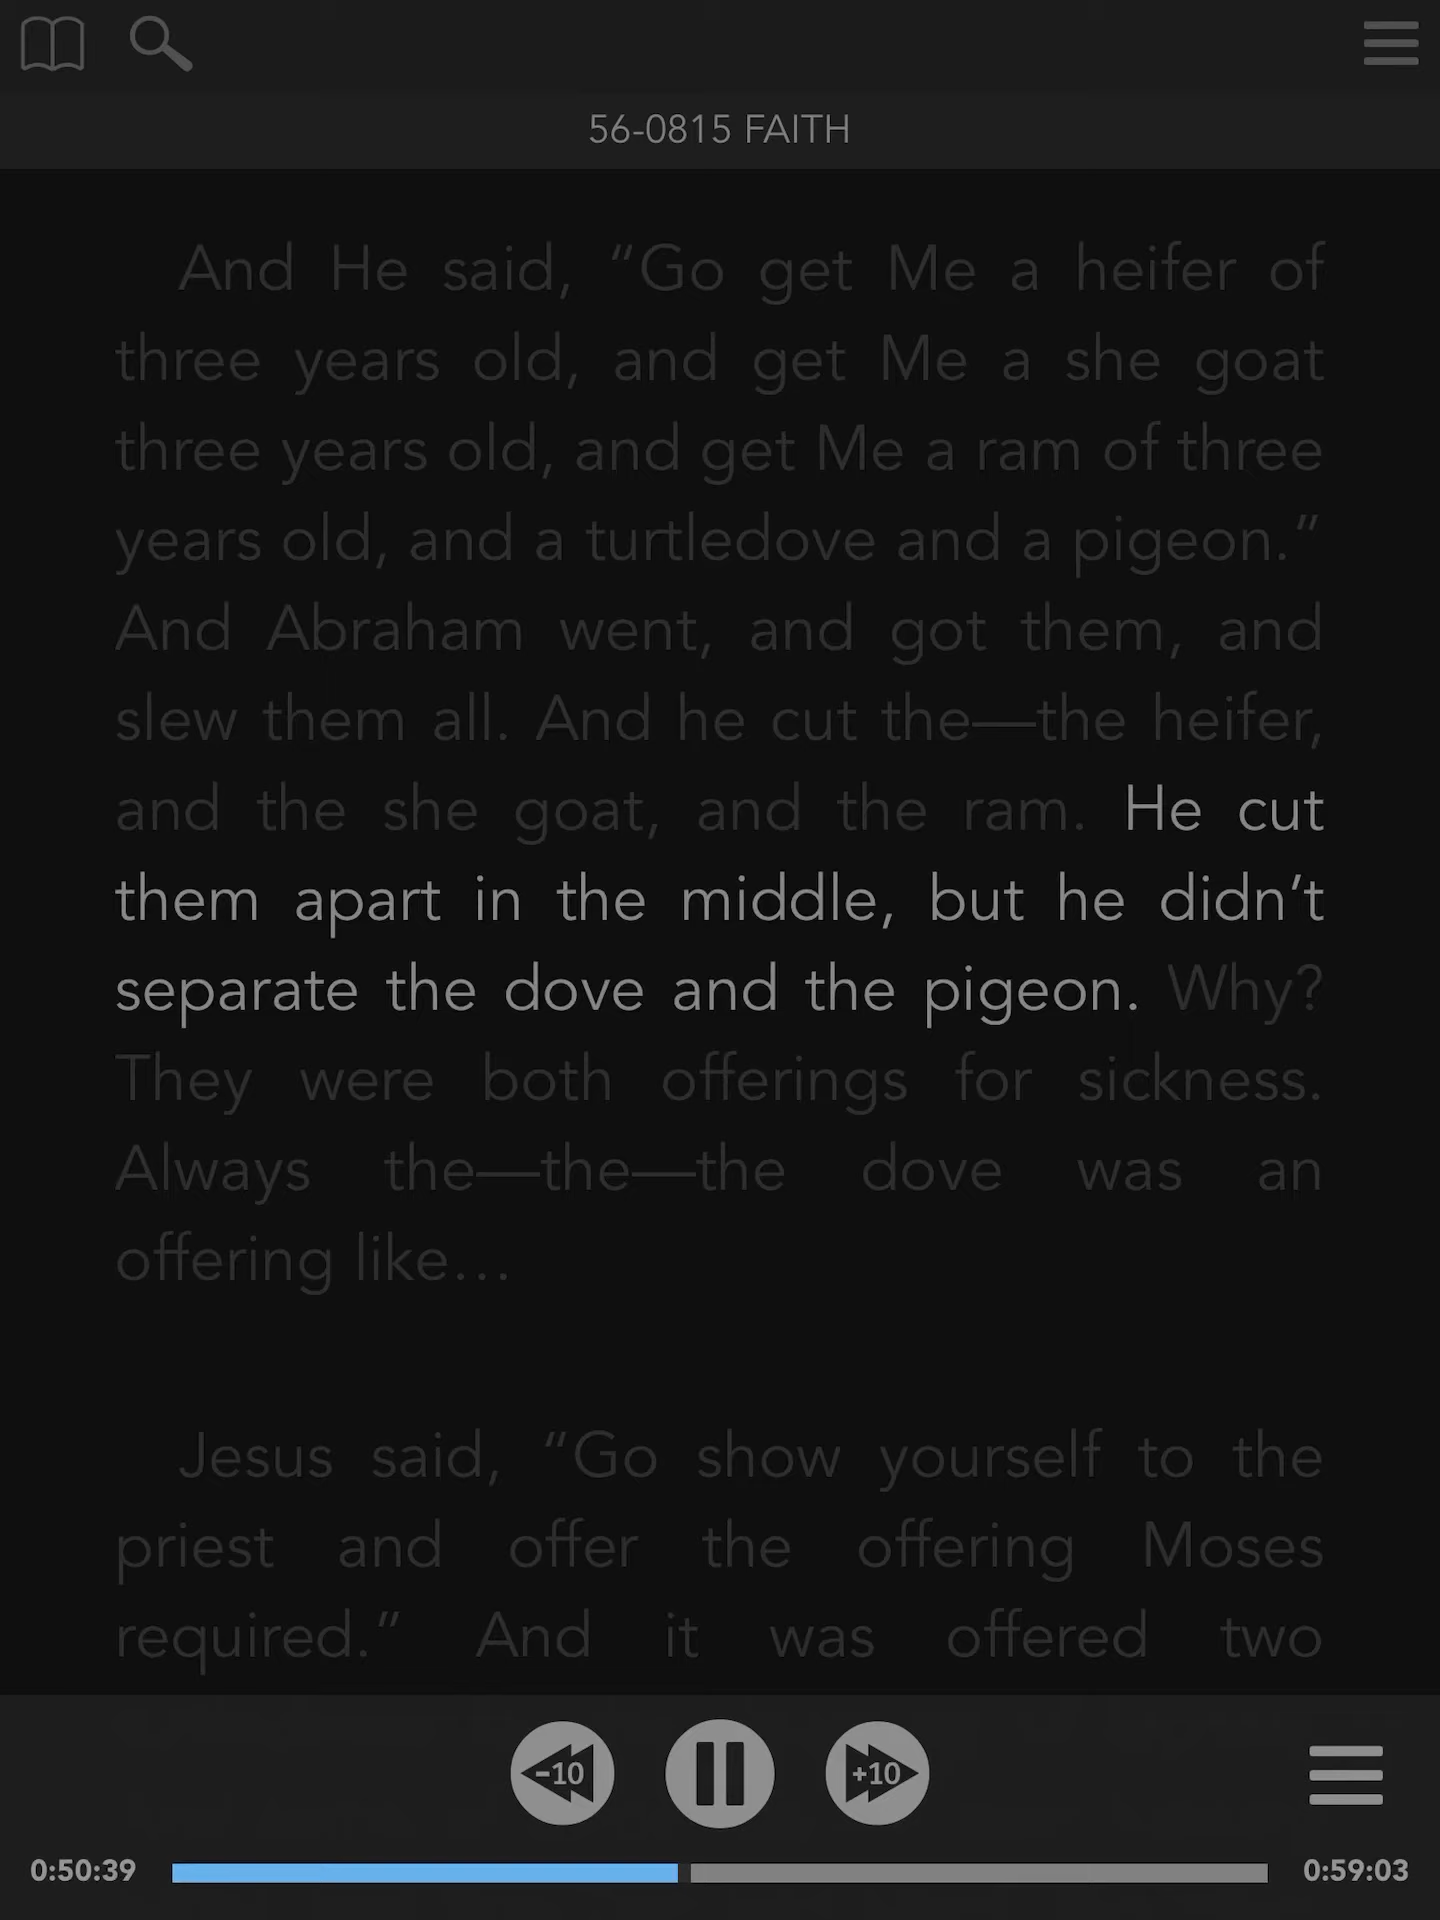 56-0815 FAITH
And He said, “Go get Me a heifer of
three years old, and get Me a she goat
three years old, and get Me a ram of three
years old, and a turtledove and a pigeon.”
And Abraham went, and got them, and
slew them all. And he cut the—the heifer,
and the she goat, and the ram. He cut
them apart in the middle, but he didn’t
separate the dove and the pigeon. Why?
They were both offerings for sickness.
Always the—the—the dove was an
offering like…
Jesus said, “Go show yourself to the
priest and offer the offering Moses
required.” And it was offered two
-10 +10
0:50:39 0:59:03